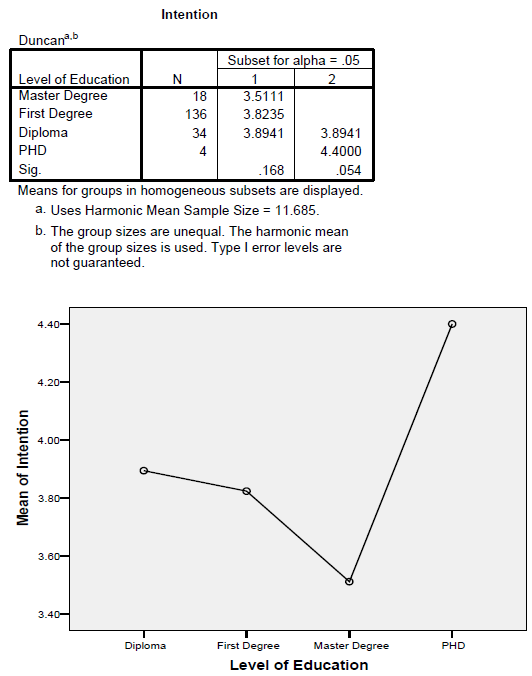 Intention
Duncan a,b
Subset for alpha = .05
Level of Education N 1 2
Master Degree 18 3.5111
First Degree 136 3.8235
Diploma 34 3.8941 3.8941
PHD 4 4.4000
Sig. .168 .054
Means for groups in homogeneous subsets are displayed.
a. Uses Harmonic Mean Sample Size = 11.685.
b. The group sizes are unequal. The harmonic mean
of the group sizes is used. Type I error levels are
not guaranteed.
4.40
4.20
4.00
3.80
3.60
3.40
Mean of Intention
Diploma First Degree Master Degree PHD
Level of Education